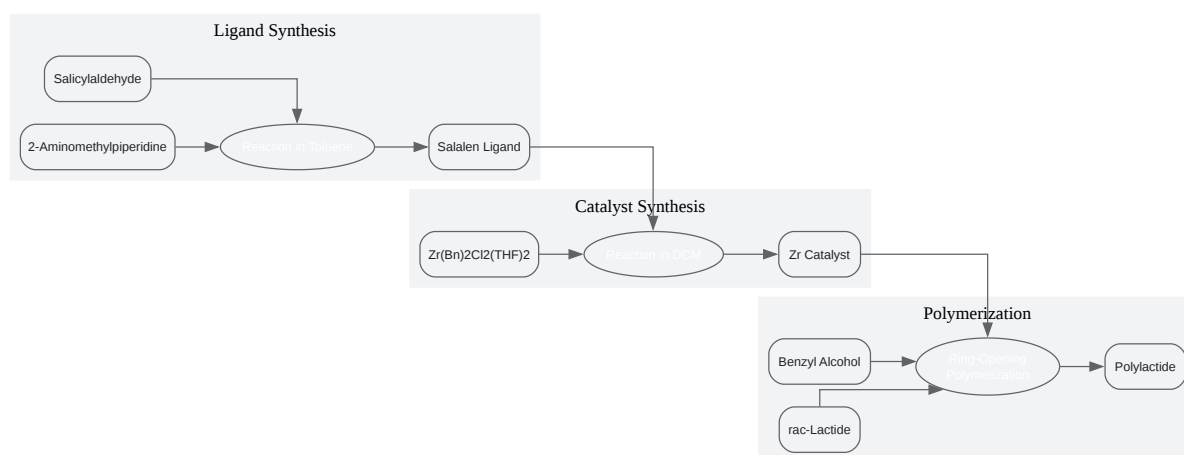 Ligand Synthesis
Salicylaldehyde
2-Aminomethylpiperidine
Reaction in Toluene
Salalen Ligand
Catalyst Synthesis
Zr(Bn)2Cl2(THF)2
Reaction in DCM
Zr Catalyst
Polymerization
Benzyl Alcohol
Ring-Opening
Polymerization
Polylactide
rac-Lactide